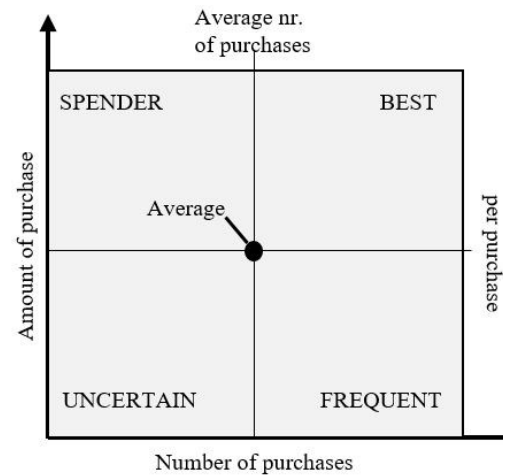 Average nr.
of purchases
SPENDER
BEST
Amount of purchase
Average
per purchase
UNCERTAIN
FREQUENT
Number of purchases